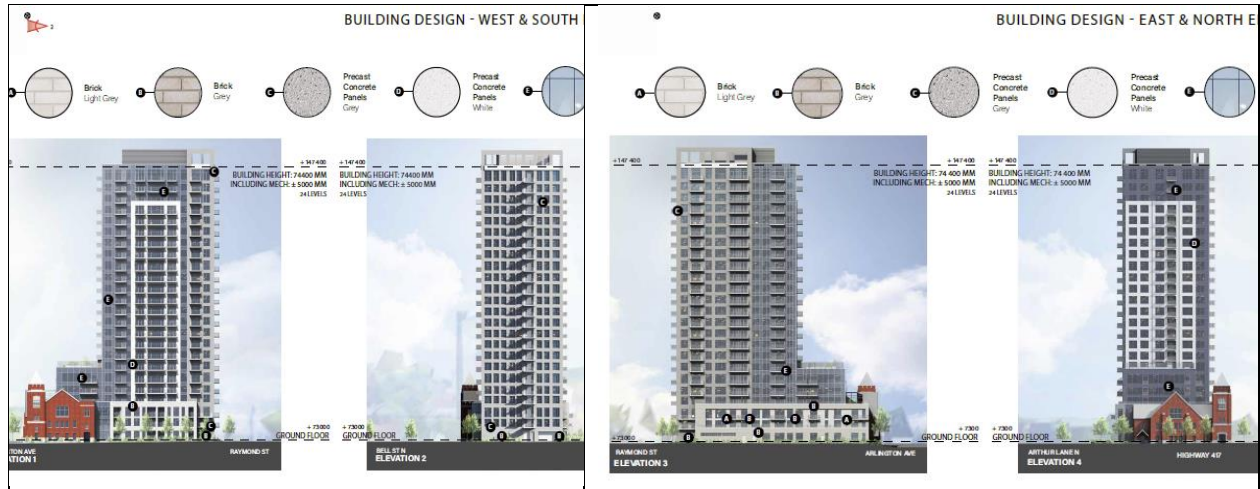 BUILDING DESIGN - WEST & SOUTH
2
A
Brick
Light Grey
B
Brick
Grey
C
Precast
Concrete
Panels
Grey
D
Precast
Concrete
Panels
White
E
+ 147 400
BUILDING HEIGHT: 74400 MM
INCLUDING MECH: ± 5000 MM
24 LEVELS
+ 147 400
BUILDING HEIGHT: 74400 MM
INCLUDING MECH: ± 5000 MM
24 LEVELS
C
E
E
D
E
B
C
B
C
C
B
B
+ 73000
GROUND FLOOR
+ 73000
GROUND FLOOR
TON AVE
ATION 1
RAYMOND ST
BELL ST N
ELEVATION 2
BUILDING DESIGN - EAST & NORTH E
A
Brick
Light Grey
B
Brick
Grey
C
Precast
Concrete
Panels
Grey
D
Precast
Concrete
Panels
White
E
+147 400
+ 147 400
BUILDING HEIGHT: 74 400 MM
INCLUDING MECH: ± 5000 MM
24 LEVELS
+ 147 400
BUILDING HEIGHT: 74 400 MM
INCLUDING MECH: ± 5000 MM
24 LEVELS
C
E
B
A
B
B
A
B
B
E
D
E
+73000
+ 7300
GROUND FLOOR
+ 7300
GROUND FLOOR
RAYMOND ST
ELEVATION 3
ARLINGTON AVE
ARTHUR LANE N
ELEVATION 4
HIGHWAY 417